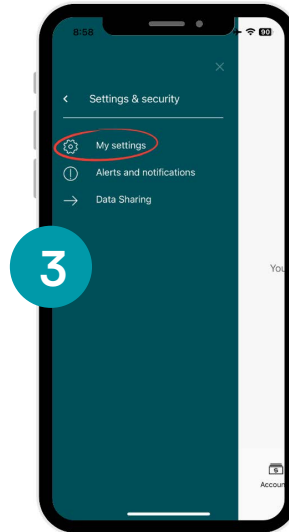 8:58
90
Settings & security
My settings
Alerts and notifications
Data Sharing
3
You
Accoun